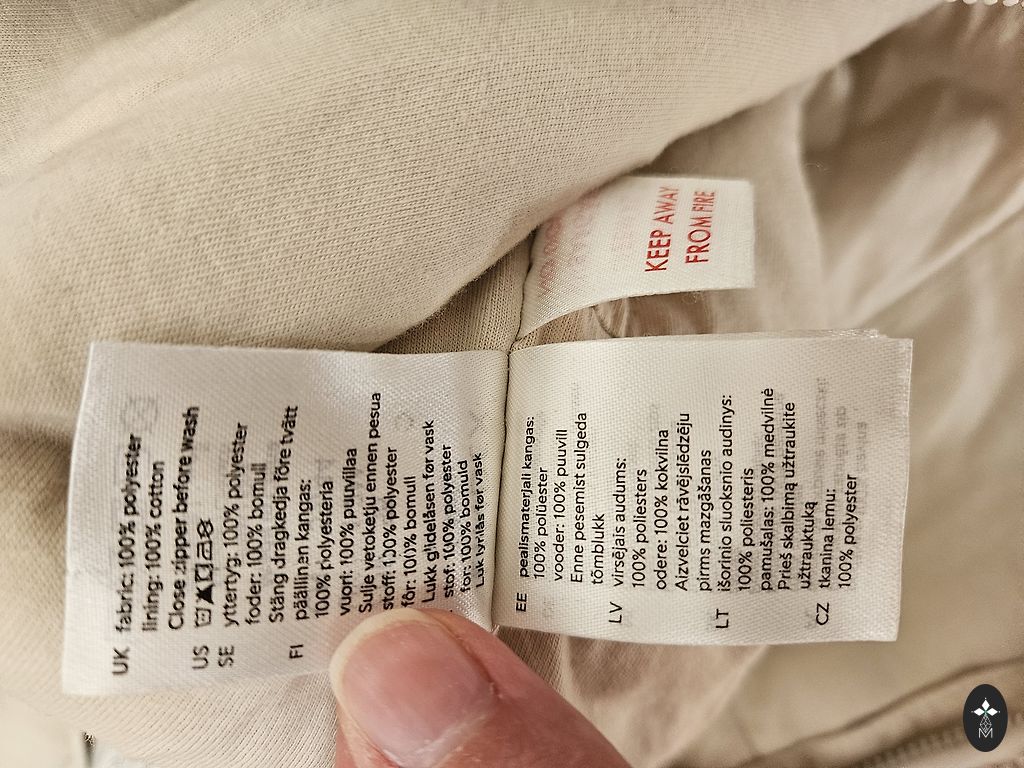 UK fabric: 100% polyester
lining: 100% cotton
Close zipper before wash
US
SE yttertyg: 100% polyester
foder: 100% bomull
Stäng dragkedja före tvätt
FI päällinen kangas:
100% polyesteria
vuori: 100% puuvillaa
Sulje vetoketju ennen pesua
stoff: 100% polyester
fôr: 100% bomull
Lukk glidelåsen før vask
stof: 100% polyester
for: 100% bomuld
Luk lynlås før vask
EE pealismaterjali kangas:
100% polüester
vooder: 100% puuvill
Enne pesemist sulgeda
tõmblukk
LV virsējais audums:
100% poliesters
odere: 100% kokvilna
Aizvelciet rāvējslēdzēju
pirms mazgāšanas
LT išorinio sluoksnio audinys:
100% poliesteris
pamušalas: 100% medvilnė
Prieš skalbimą užtraukite
užtrauktuką
CZ tkanina lemu:
100% polyester
KEEP AWAY
FROM FIRE
M